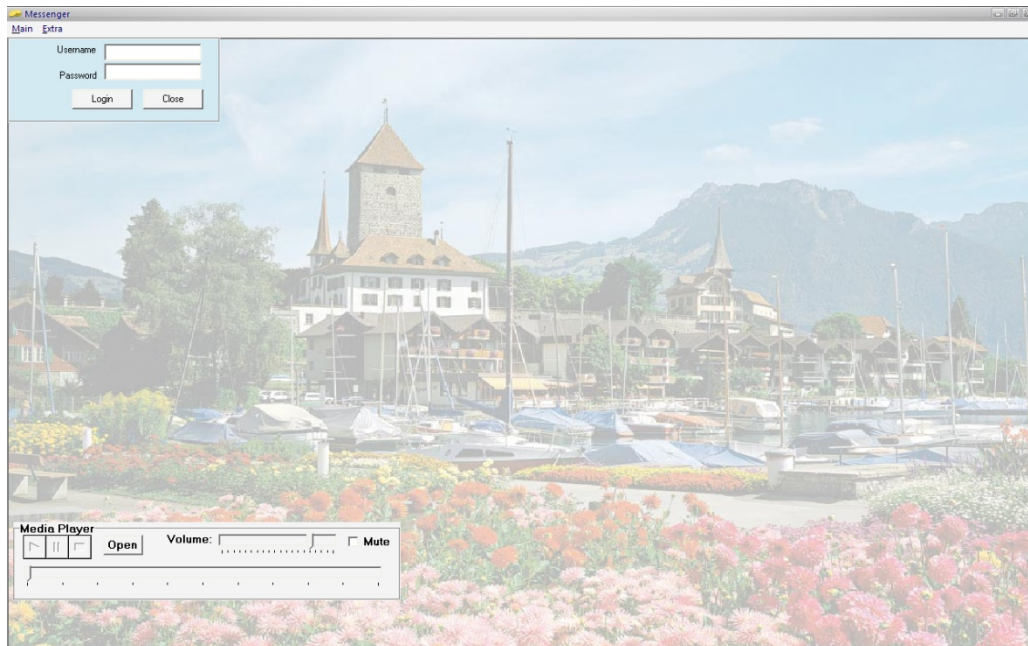 Messenger
Main Extra
Username
Password
Login Close
Media Player
Open Volume: Mute